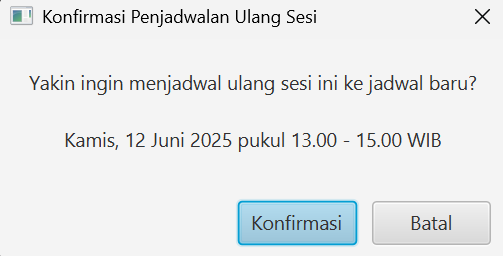 Konfirmasi Penjadwalan Ulang Sesi
Yakin ingin menjadwal ulang sesi ini ke jadwal baru?
Kamis, 12 Juni 2025 pukul 13.00 - 15.00 WIB
Konfirmasi
Batal